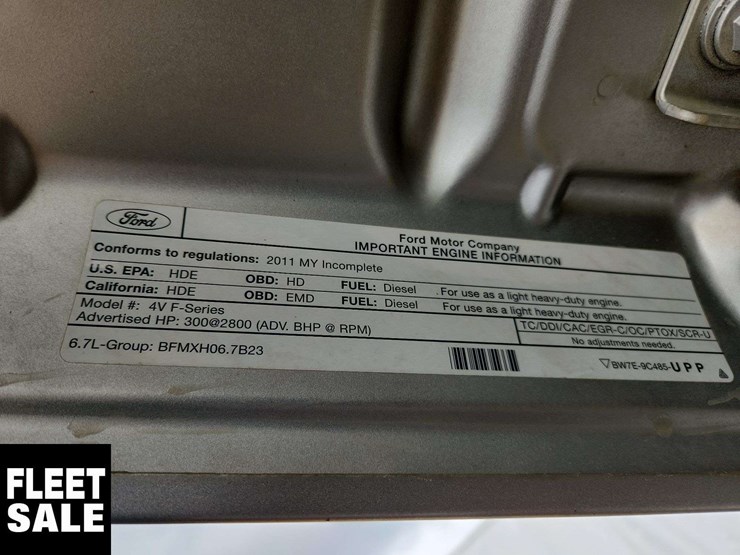 Ford
Ford Motor Company
IMPORTANT ENGINE INFORMATION
Conforms to regulations: 2011 MY Incomplete
U.S. EPA: HDE OBD: HD FUEL: Diesel For use as a light heavy-duty engine.
California: HDE OBD: EMD FUEL: Diesel For use as a light heavy-duty engine.
Model #: 4V F-Series
TC/DDI/CAC/EGR-C/OC/PTOX/SCR-U
Advertised HP: 300@2800 (ADV. BHP @ RPM)
No adjustments needed.
6.7L-Group: BFMXH06.7B23
BW7E-9C485-UPP
FLEET
SALE